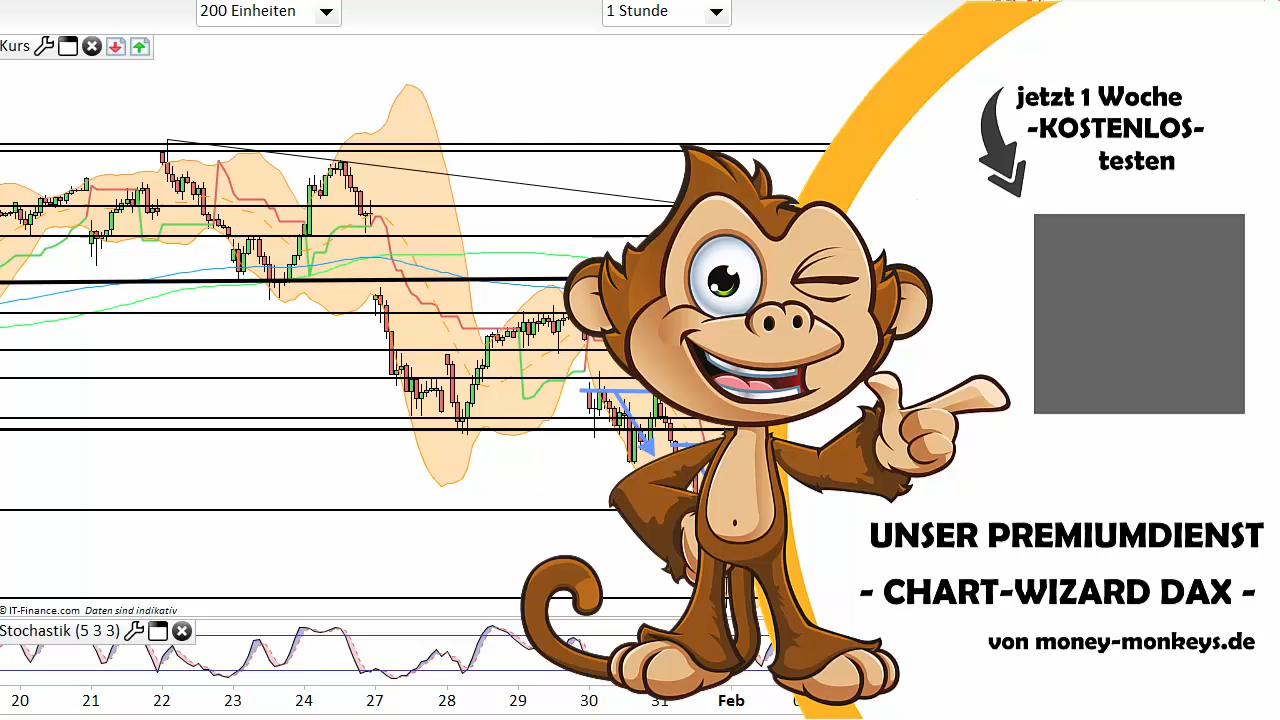 200 Einheiten
1 Stunde
Kurs
jetzt 1 Woche
-KOSTENLOS-
testen
UNSER PREMIUMDIENST
- CHART-WIZARD DAX -
von money-monkeys.de
© IT-Finance.com Daten sind indikativ
Stochastik (5 3 3)
20 21 22 23 24 25 26 27 28 29 30 31 Feb